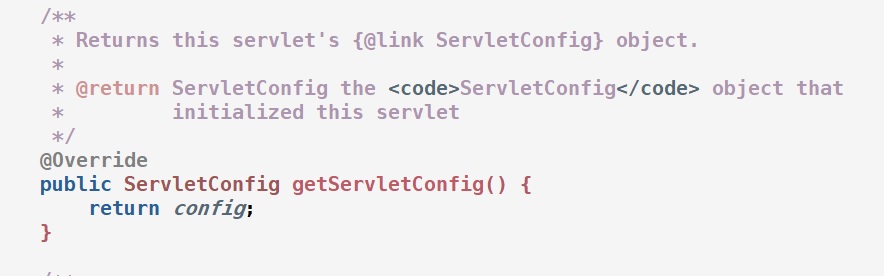 /**
 * Returns this servlet's {@link ServletConfig} object.
 *
 * @return ServletConfig the <code>ServletConfig</code> object that
 *         initialized this servlet
 */
@Override
public ServletConfig getServletConfig() {
    return config;
}